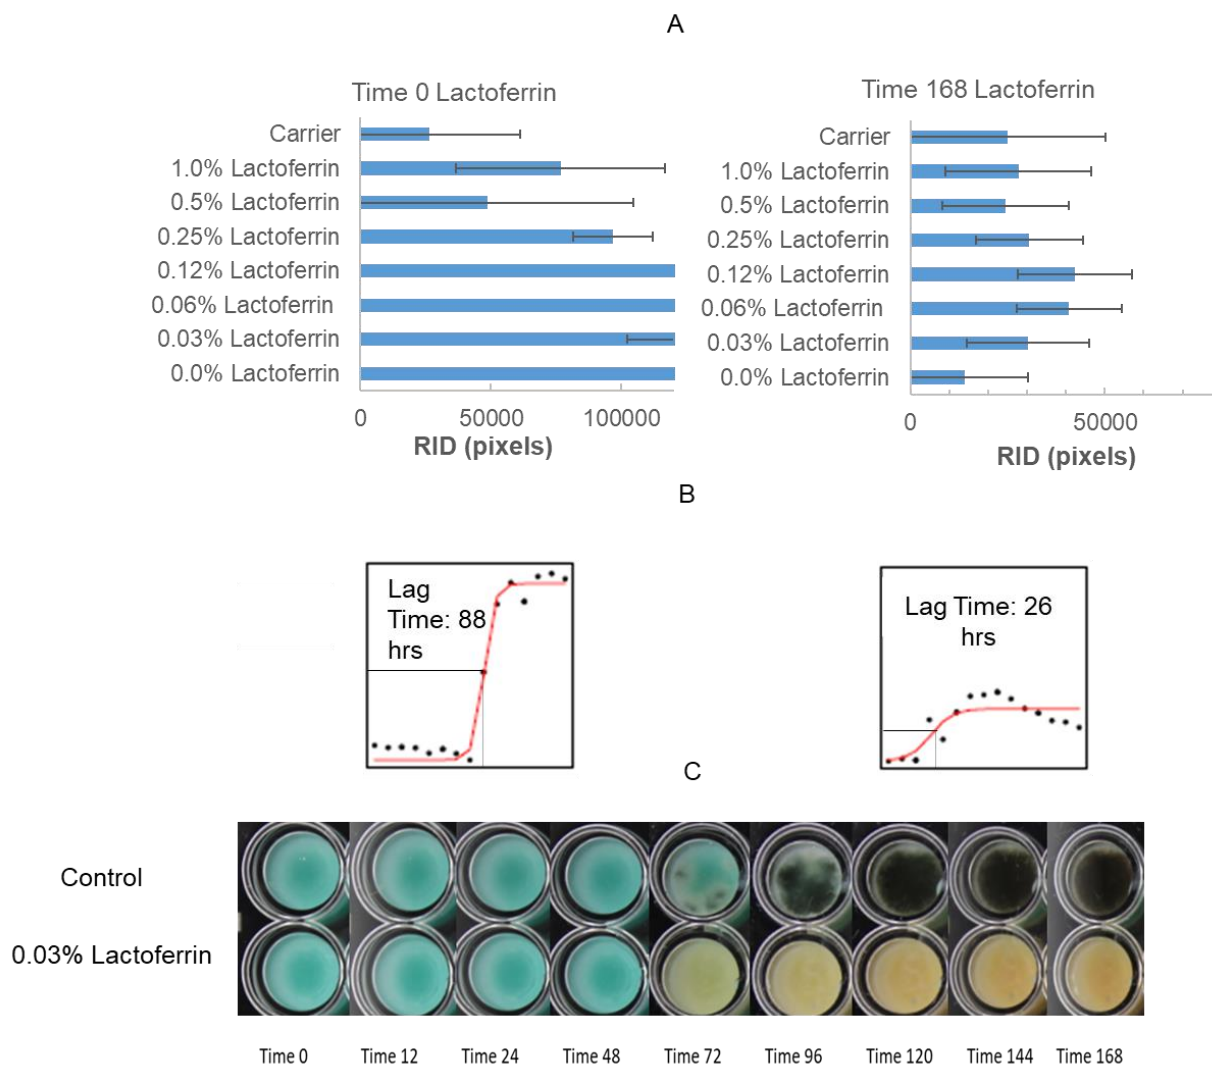 A
Time 0 Lactoferrin
Carrier
1.0% Lactoferrin
0.5% Lactoferrin
0.25% Lactoferrin
0.12% Lactoferrin
0.06% Lactoferrin
0.03% Lactoferrin
0.0% Lactoferrin
0 50000 100000
RID (pixels)
Time 168 Lactoferrin
Carrier
1.0% Lactoferrin
0.5% Lactoferrin
0.25% Lactoferrin
0.12% Lactoferrin
0.06% Lactoferrin
0.03% Lactoferrin
0.0% Lactoferrin
0 50000
RID (pixels)
B
Lag
Time: 88
hrs
Lag Time: 26
hrs
C
Control
0.03% Lactoferrin
Time 0 Time 12 Time 24 Time 48 Time 72 Time 96 Time 120 Time 144 Time 168